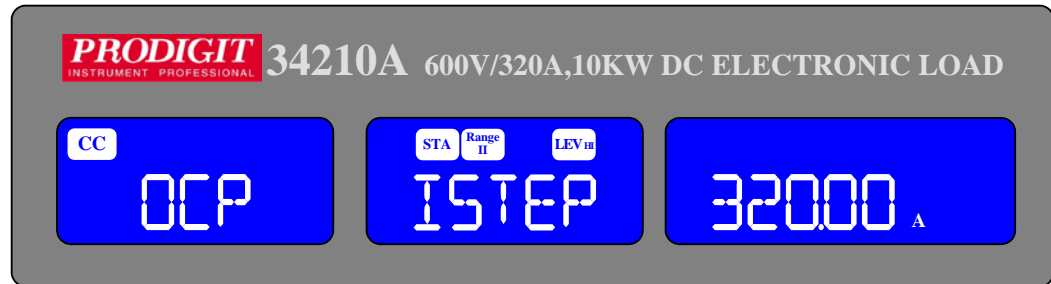 PRODIGIT
INSTRUMENT PROFESSIONAL
34210A 600V/320A,10KW DC ELECTRONIC LOAD
CC
STA Range II LEV HI
OCP ISTEP 320.00 A